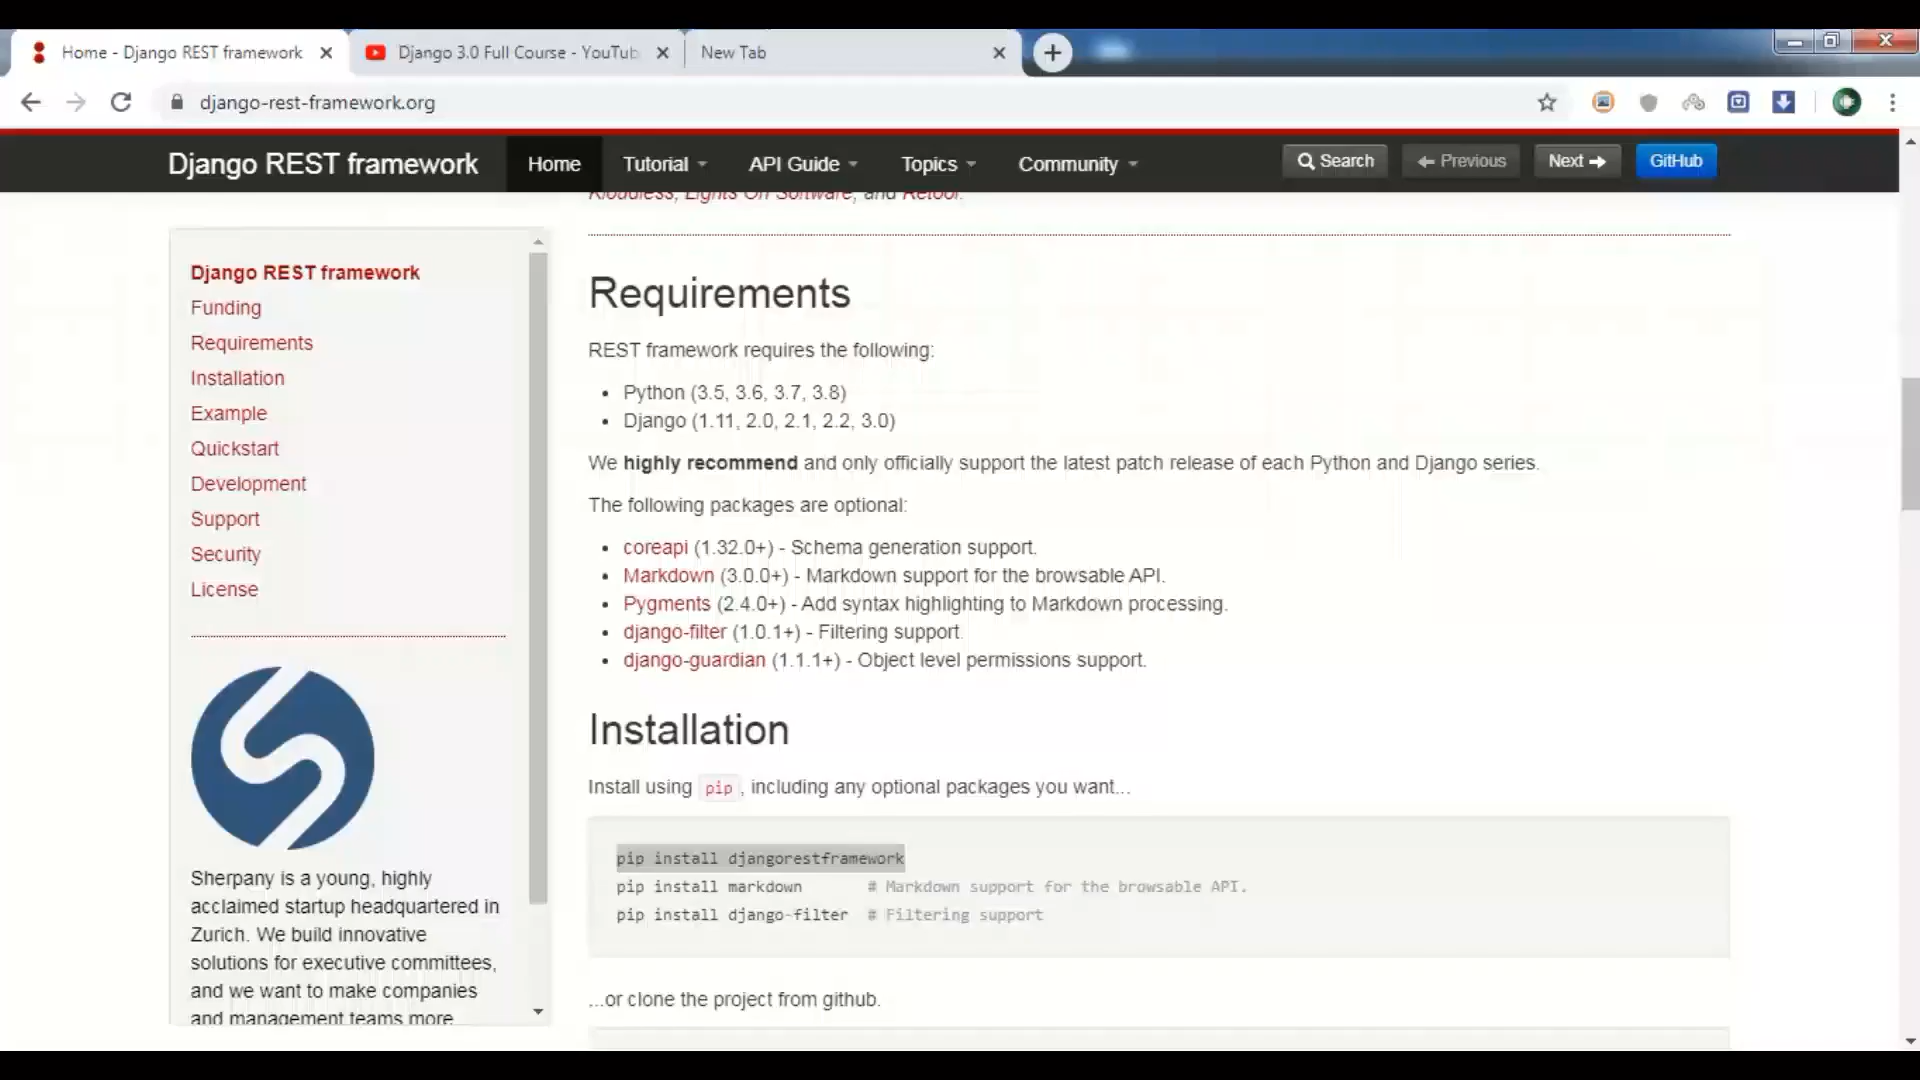 Home - Django REST framework
Django 3.0 Full Course - YouTub
New Tab
django-rest-framework.org
Django REST framework
Home
Tutorial
API Guide
Topics
Community
Search
Previous
Next
GitHub
Kloudless, Lights On Software, and Retool.
Django REST framework
Funding
Requirements
Installation
Example
Quickstart
Development
Support
Security
License
Sherpany is a young, highly
acclaimed startup headquartered in
Zurich. We build innovative
solutions for executive committees,
and we want to make companies
and management teams more
Requirements
REST framework requires the following:
Python (3.5, 3.6, 3.7, 3.8)
Django (1.11, 2.0, 2.1, 2.2, 3.0)
We highly recommend and only officially support the latest patch release of each Python and Django series.
The following packages are optional:
coreapi (1.32.0+) - Schema generation support.
Markdown (3.0.0+) - Markdown support for the browsable API.
Pygments (2.4.0+) - Add syntax highlighting to Markdown processing.
django-filter (1.0.1+) - Filtering support.
django-guardian (1.1.1+) - Object level permissions support.
Installation
Install using pip, including any optional packages you want...
pip install djangorestframework
pip install markdown # Markdown support for the browsable API.
pip install django-filter # Filtering support
...or clone the project from github.